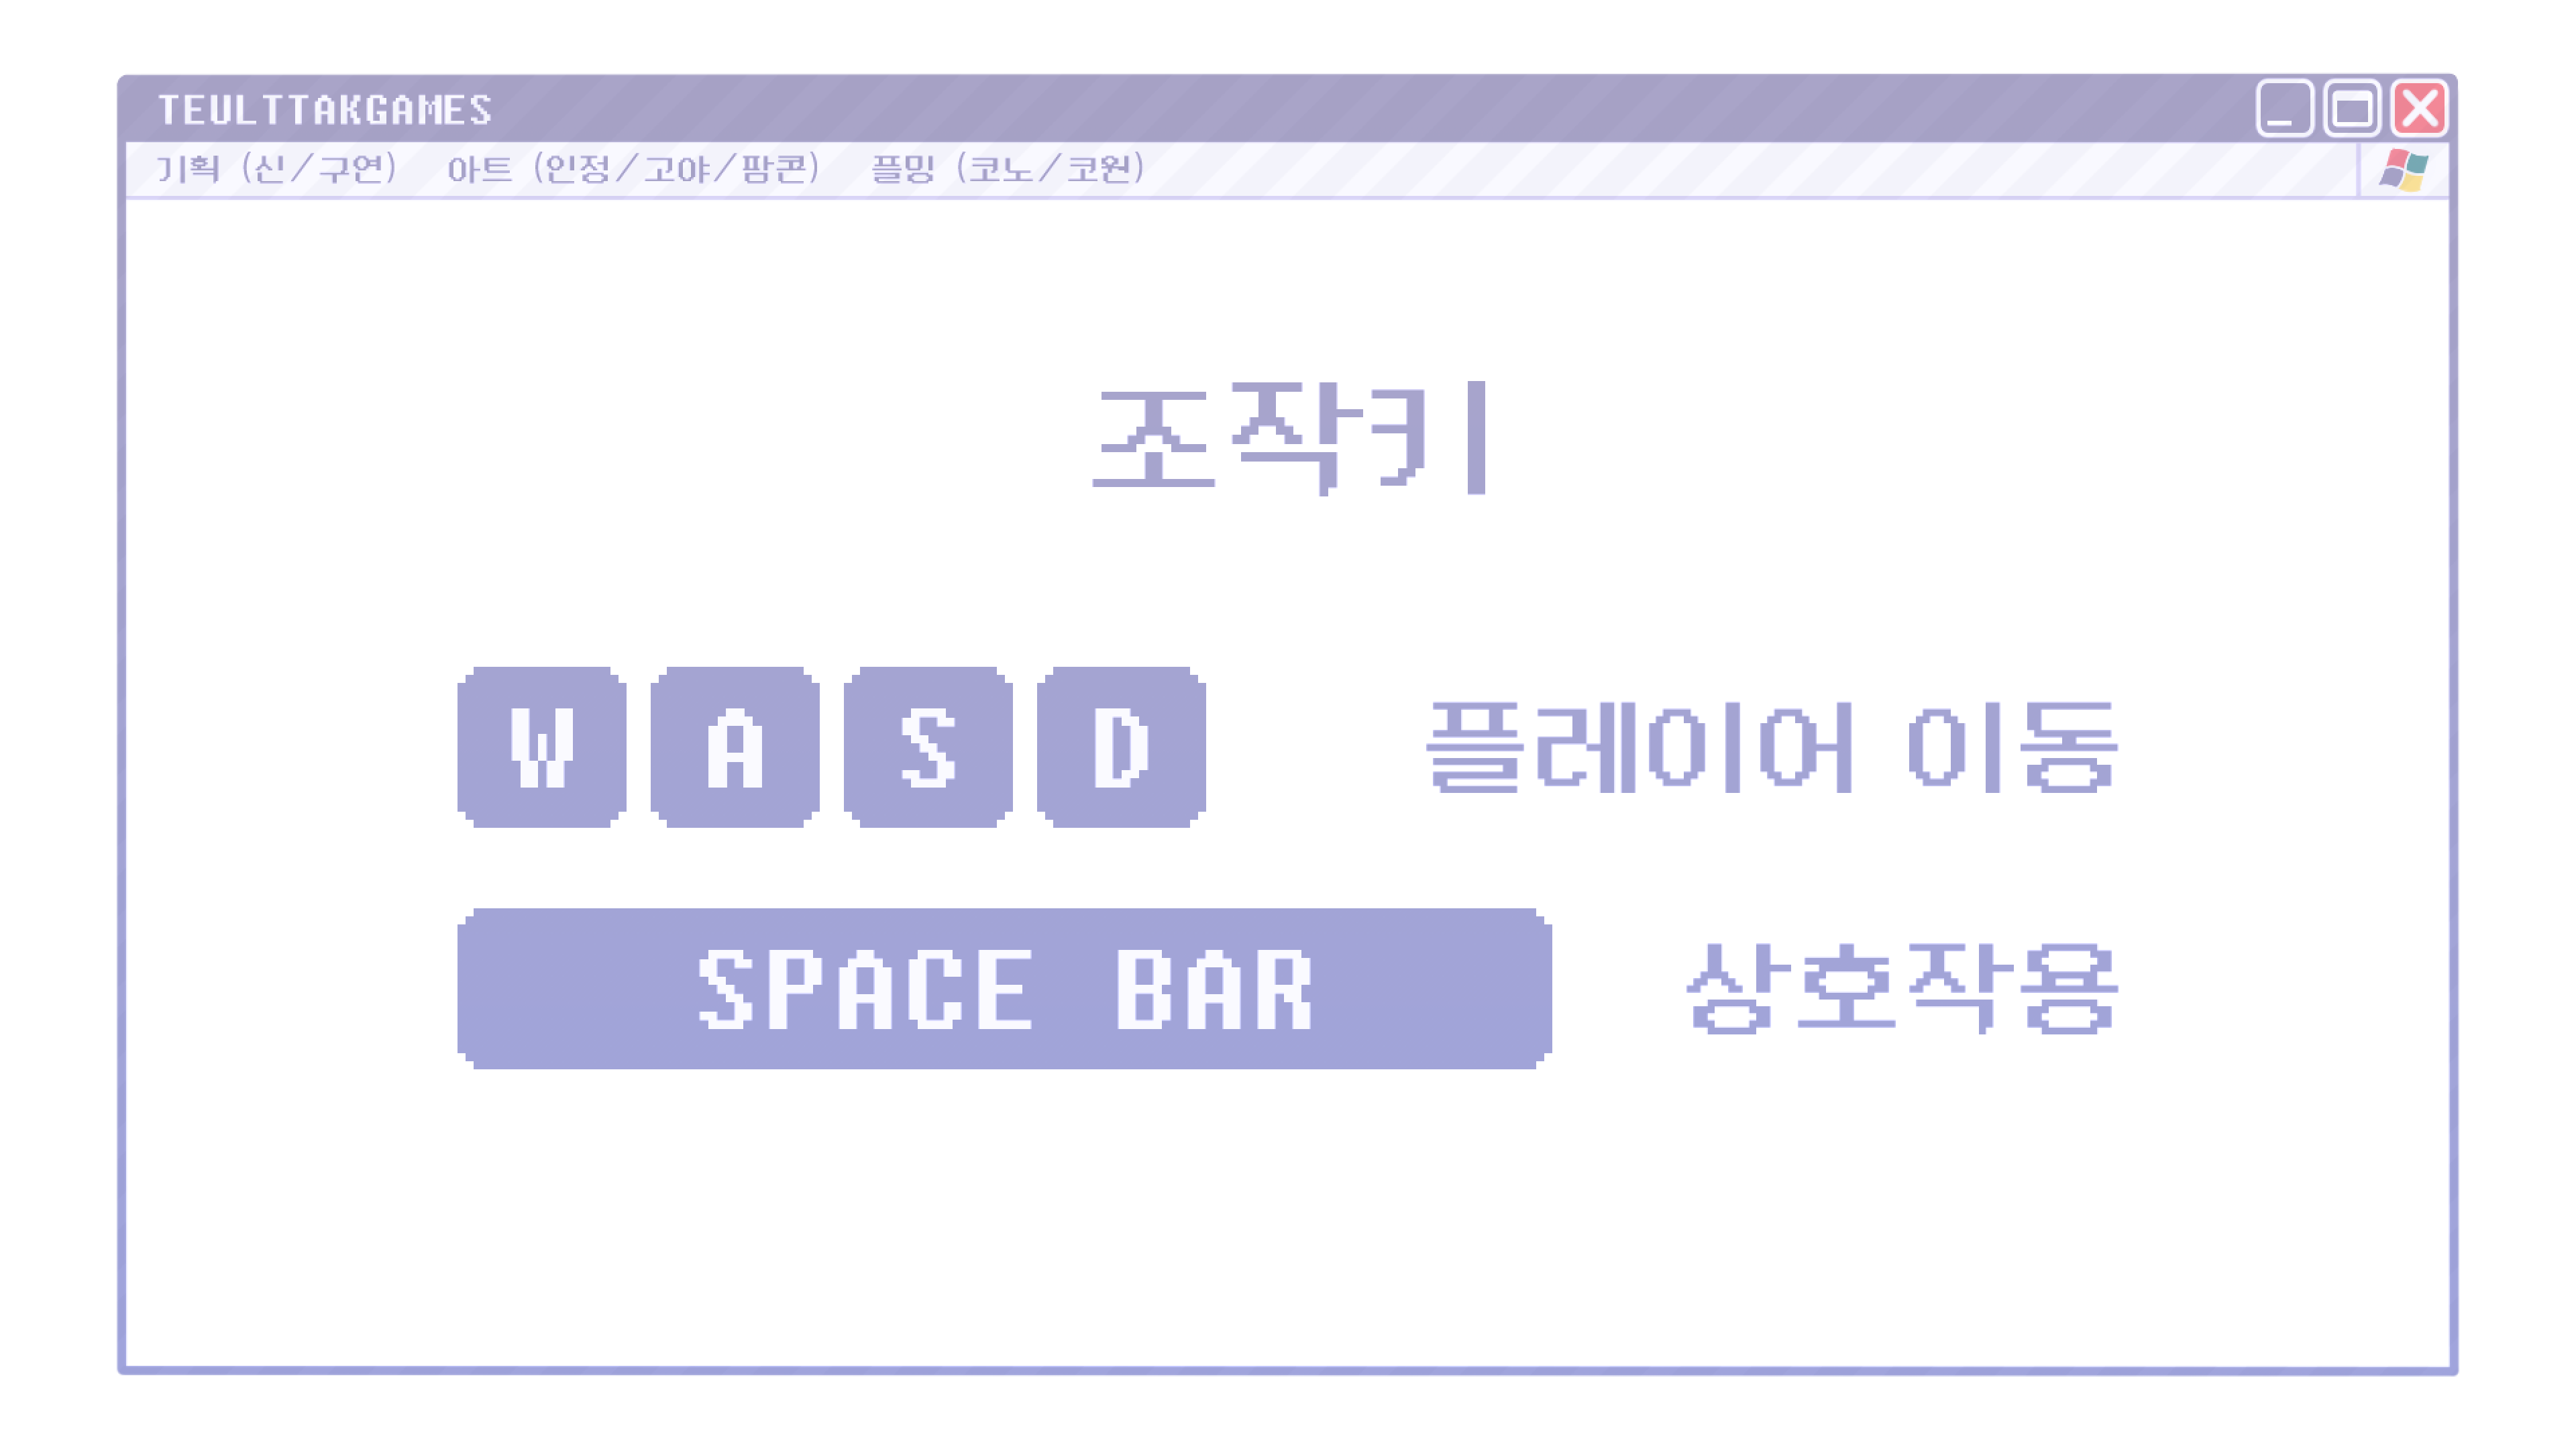 TEULTTAKGAMES
기획 (신/구연) 아트 (인정/고야/팜콘)플밍 (코노/코원)
조작키
W A S D 플레이어 이동
SPACE BAR 상호작용